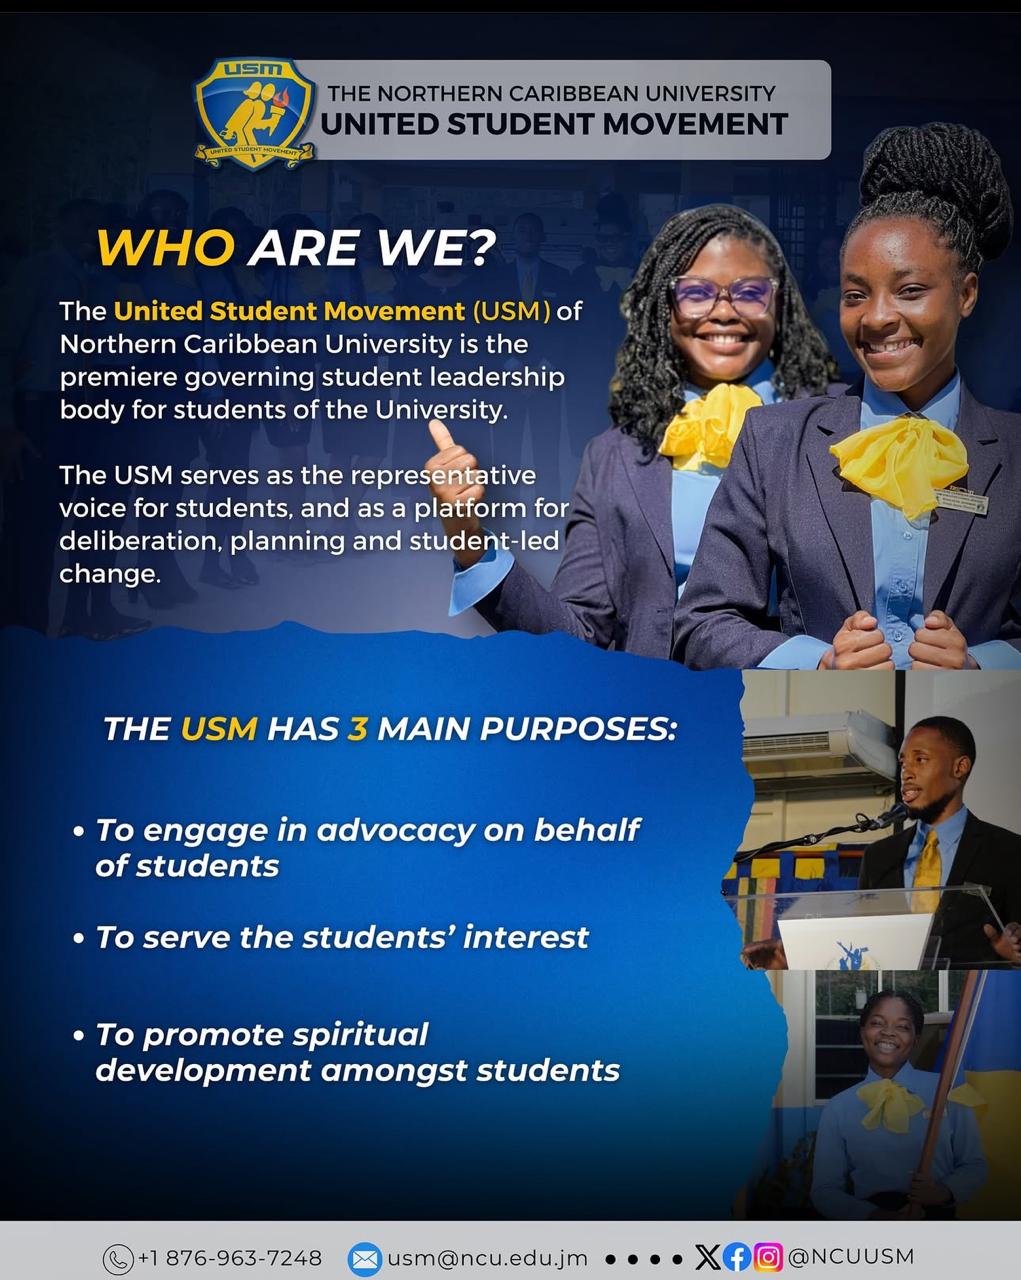 USM
UNITED STUDENT MOVEMENT
THE NORTHERN CARIBBEAN UNIVERSITY
UNITED STUDENT MOVEMENT
WHO ARE WE?
The United Student Movement (USM) of
Northern Caribbean University is the
premiere governing student leadership
body for students of the University.
The USM serves as the representative
voice for students, and as a platform for
deliberation, planning and student-led
change.
THE USM HAS 3 MAIN PURPOSES:
• To engage in advocacy on behalf
of students
• To serve the students’ interest
• To promote spiritual
development amongst students
+1 876-963-7248 usm@ncu.edu.jm • • • • @NCUUSM